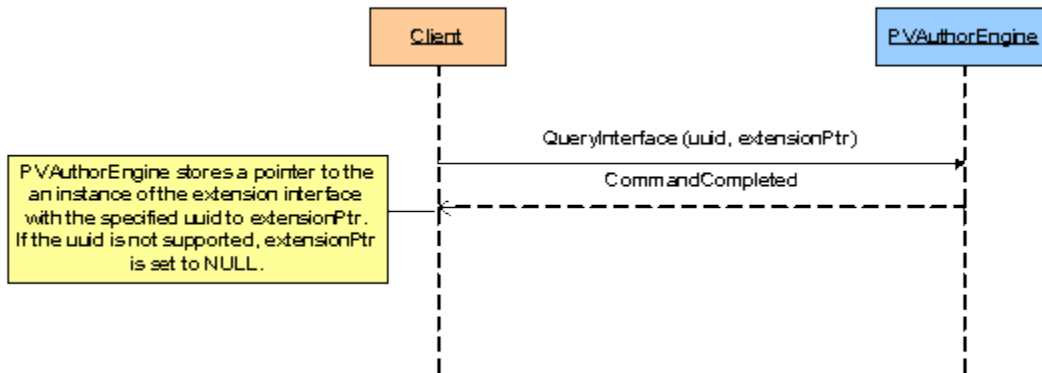 Client
PVAuthorEngine
QueryInterface (uuid, extensionPtr)
CommandCompleted
PVAuthorEngine stores a pointer to the
an instance of the extension interface
with the specified uuid to extensionPtr.
If the uuid is not supported, extensionPtr
is set to NULL.